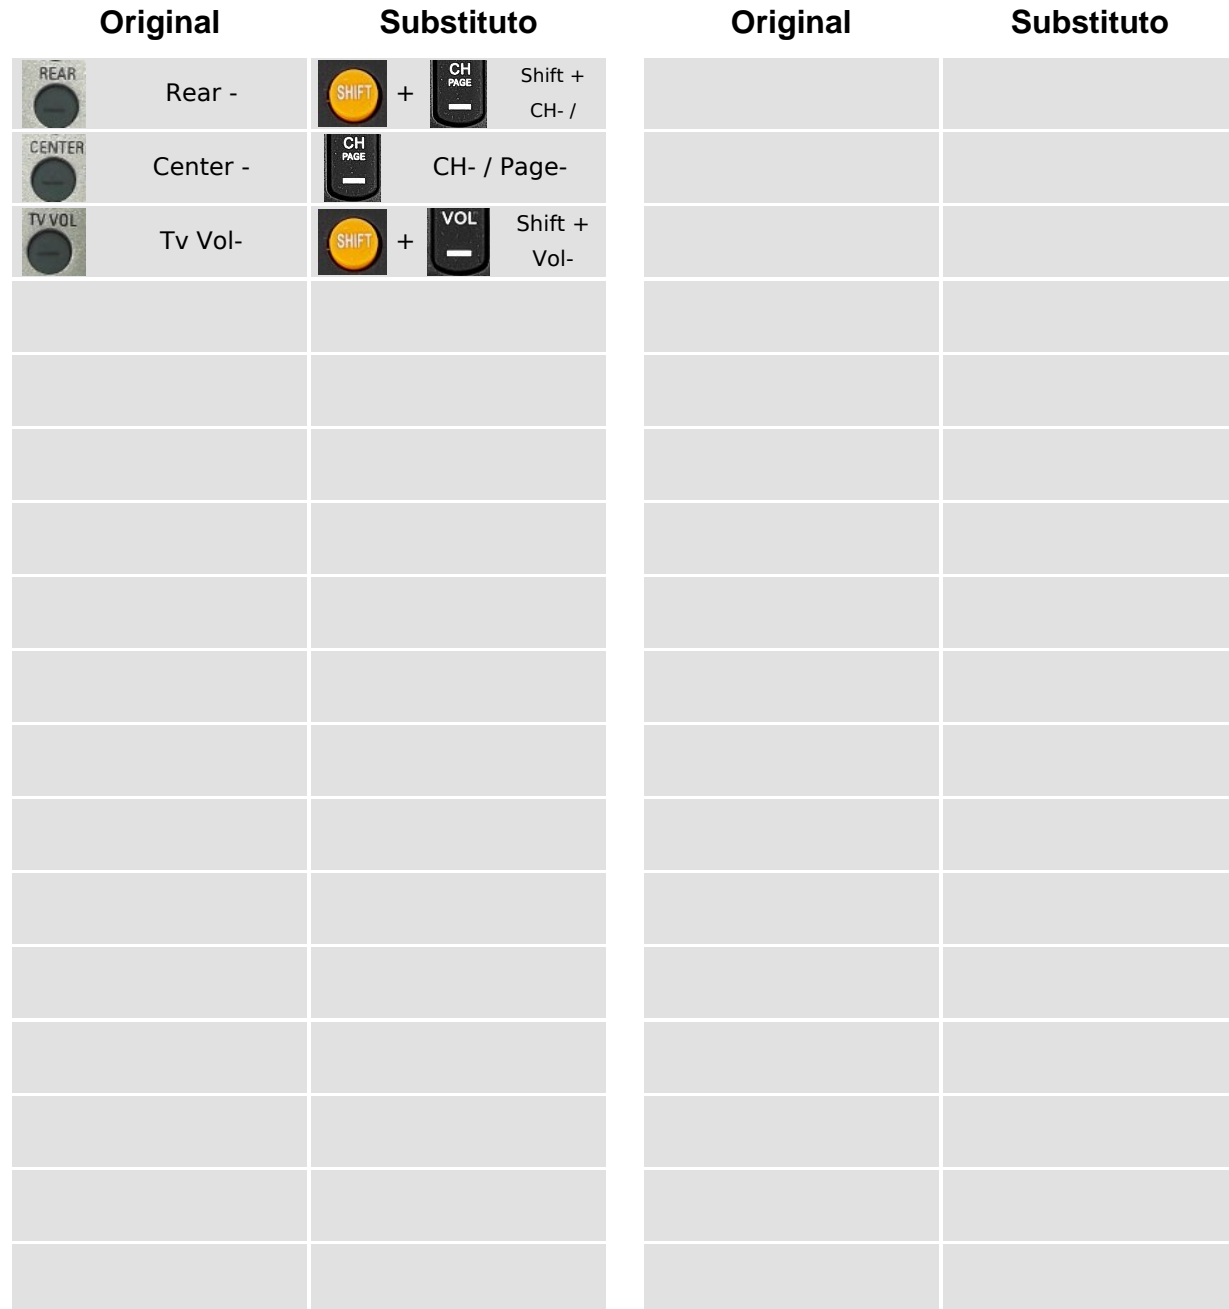 Original Substituto Original Substituto
REAR Rear - SHIFT + CH PAGE Shift +
CH- /
CENTER Center - CH PAGE CH- / Page-
TV VOL Tv Vol- SHIFT + VOL Shift +
Vol-